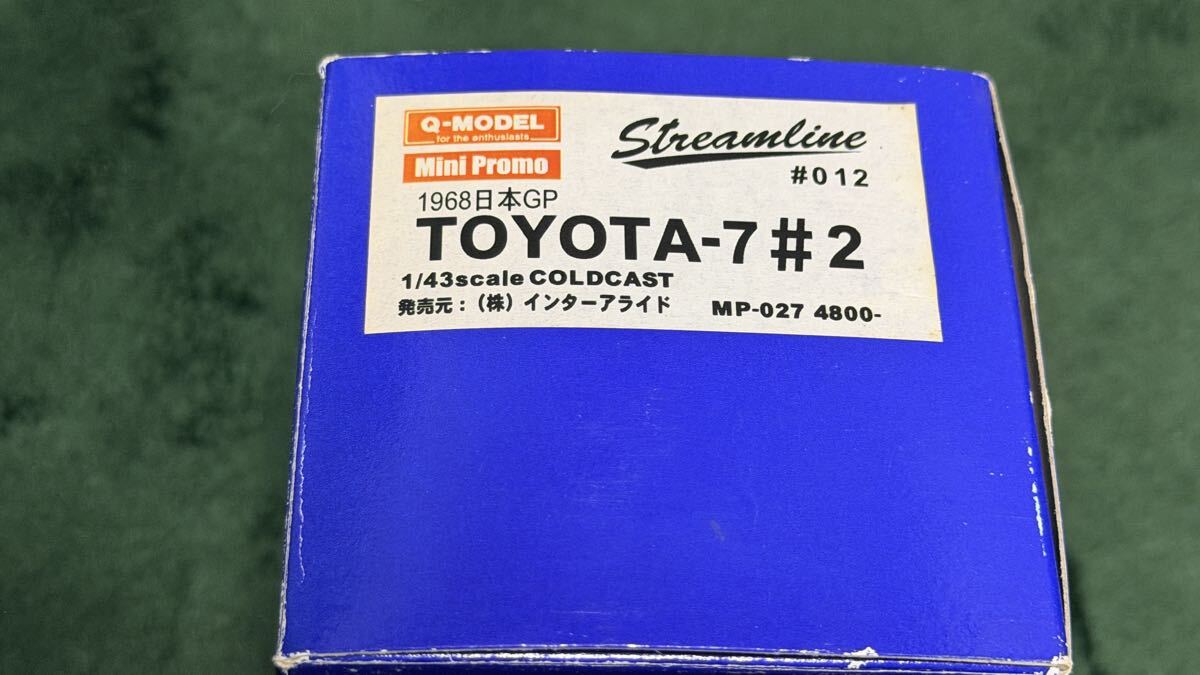 Q-MODEL
for the enthusiasts
Mini Promo
Streamline
#012
1968日本GP
TOYOTA-7#2
1/43scale COLDCAST
発売元：（株）インターアライド MP-027 4800-